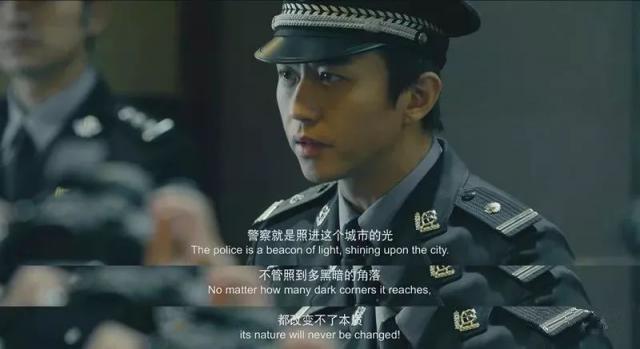 警察就是照进这个城市的光
The police is a beacon of light, shining upon the city.
不管照到多黑暗的角落
No matter how many dark corners it reaches,
都改变不了本质
its nature will never be changed!